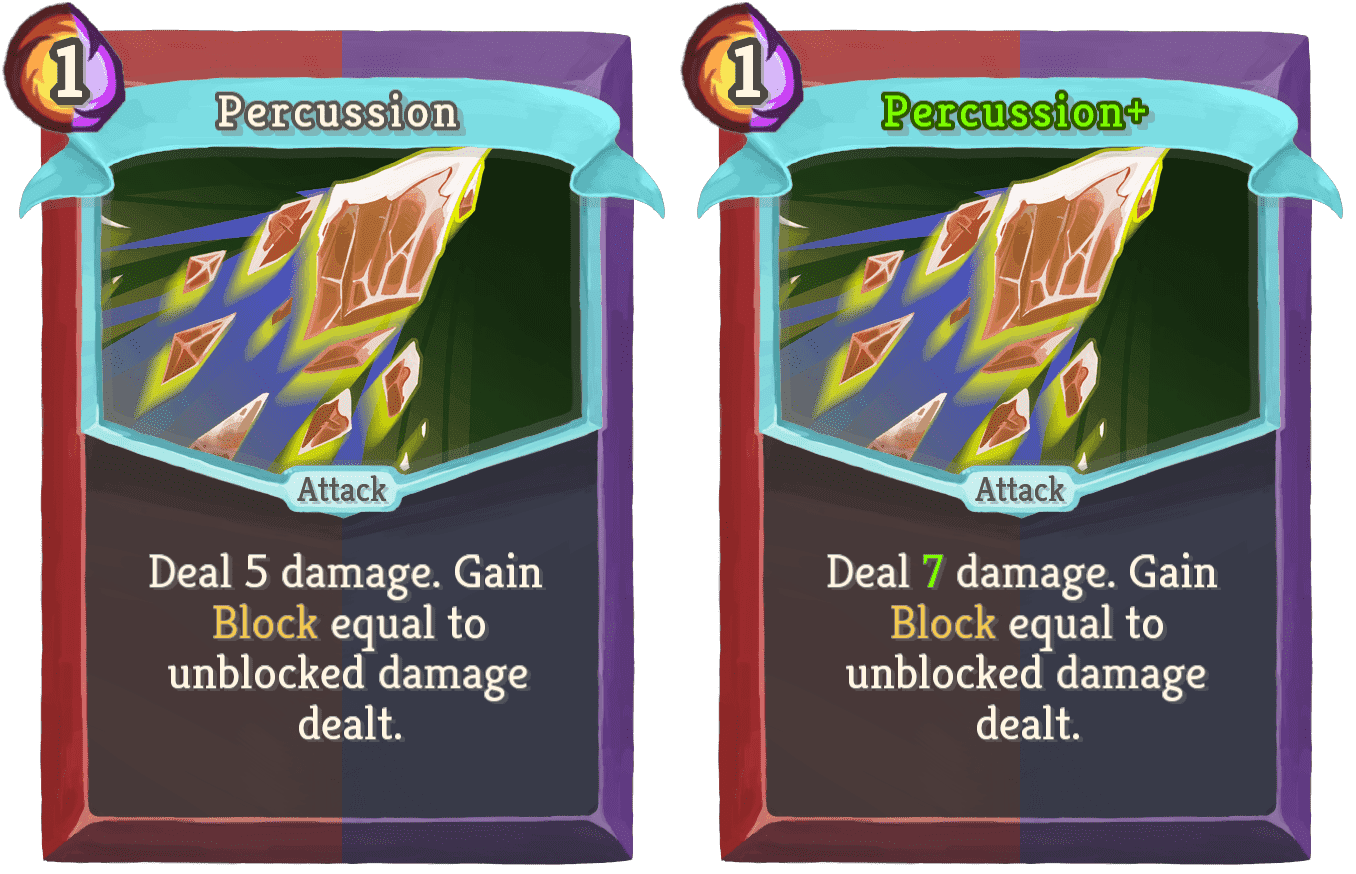 1
Percussion
Attack
Deal 5 damage. Gain
Block equal to
unblocked damage
dealt.
1
Percussion+
Attack
Deal 7 damage. Gain
Block equal to
unblocked damage
dealt.